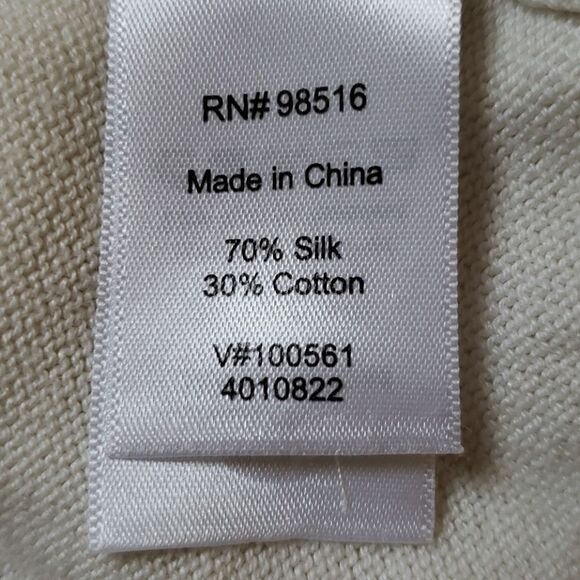 RN# 98516
Made in China
70% Silk
30% Cotton
V#100561
4010822